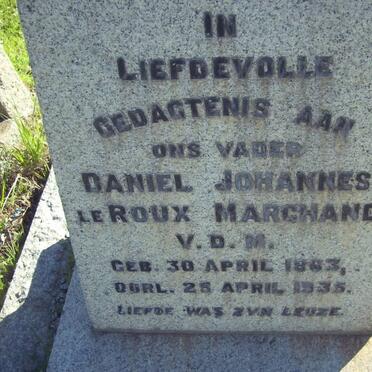 IN
LIEFDEVOLLE
GEDAGTENIS AAN
ONS VADER
DANIEL JOHANNES
LE ROUX MARCHAND
V. D. M.
GEB. 30 APRIL 1863,
OORL. 25 APRIL 1935.
LIEFDE WAS ZYN LEUZE.